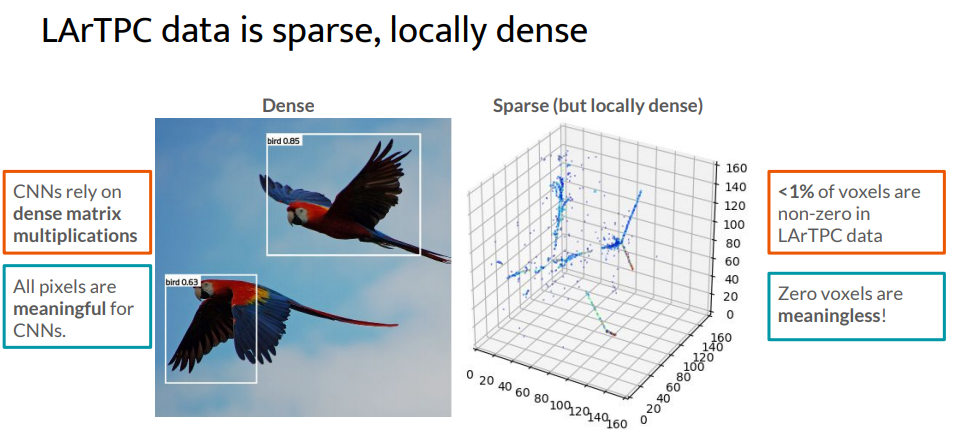 LArTPC data is sparse, locally dense
Dense
Sparse (but locally dense)
CNNs rely on
dense matrix
multiplications
All pixels are
meaningful for
CNNs.
bird 0.85
bird 0.63
160
140
120
100
80
60
40
20
0
160
140
120
100
80
60
40
20
0
0
20
40
60
80
100
120
140
160
<1% of voxels are
non-zero in
LArTPC data
Zero voxels are
meaningless!